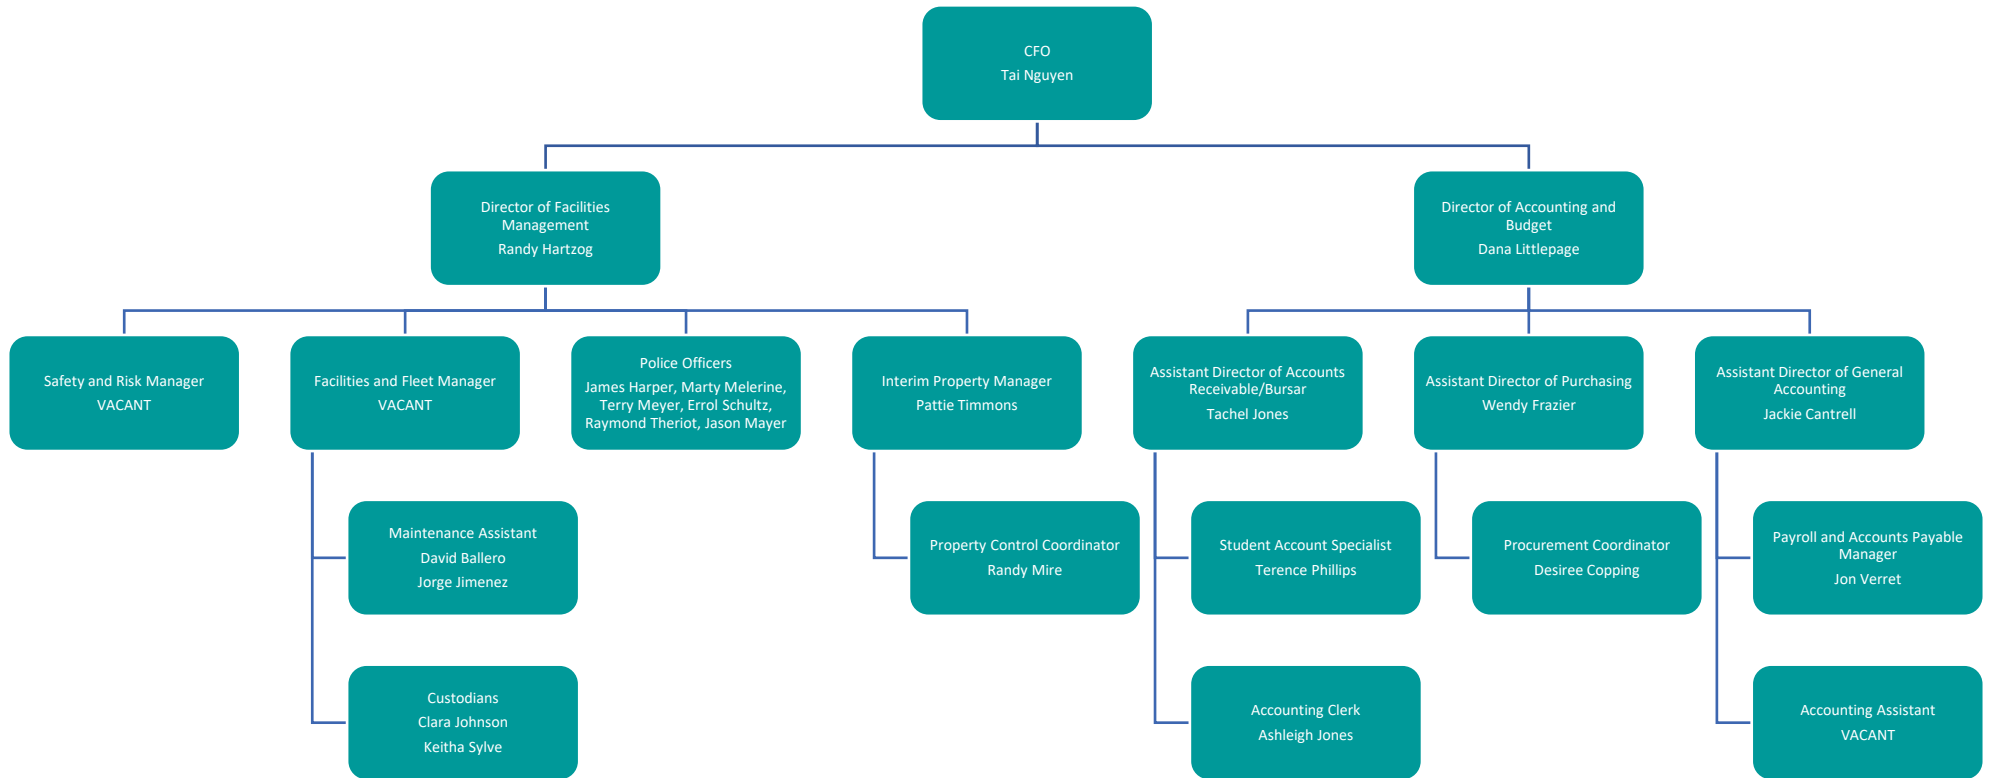 CFO
Tai Nguyen
Director of Facilities
Management
Randy Hartzog
Director of Accounting and
Budget
Dana Littlepage
Safety and Risk Manager
VACANT
Facilities and Fleet Manager
VACANT
Police Officers
James Harper, Marty Melerine,
Terry Meyer, Errol Schultz,
Raymond Theriot, Jason Mayer
Interim Property Manager
Pattie Timmons
Assistant Director of Accounts
Receivable/Bursar
Tachel Jones
Assistant Director of Purchasing
Wendy Frazier
Assistant Director of General
Accounting
Jackie Cantrell
Maintenance Assistant
David Ballero
Jorge Jimenez
Property Control Coordinator
Randy Mire
Student Account Specialist
Terence Phillips
Procurement Coordinator
Desiree Copping
Payroll and Accounts Payable
Manager
Jon Verret
Custodians
Clara Johnson
Keitha Sylve
Accounting Clerk
Ashleigh Jones
Accounting Assistant
VACANT